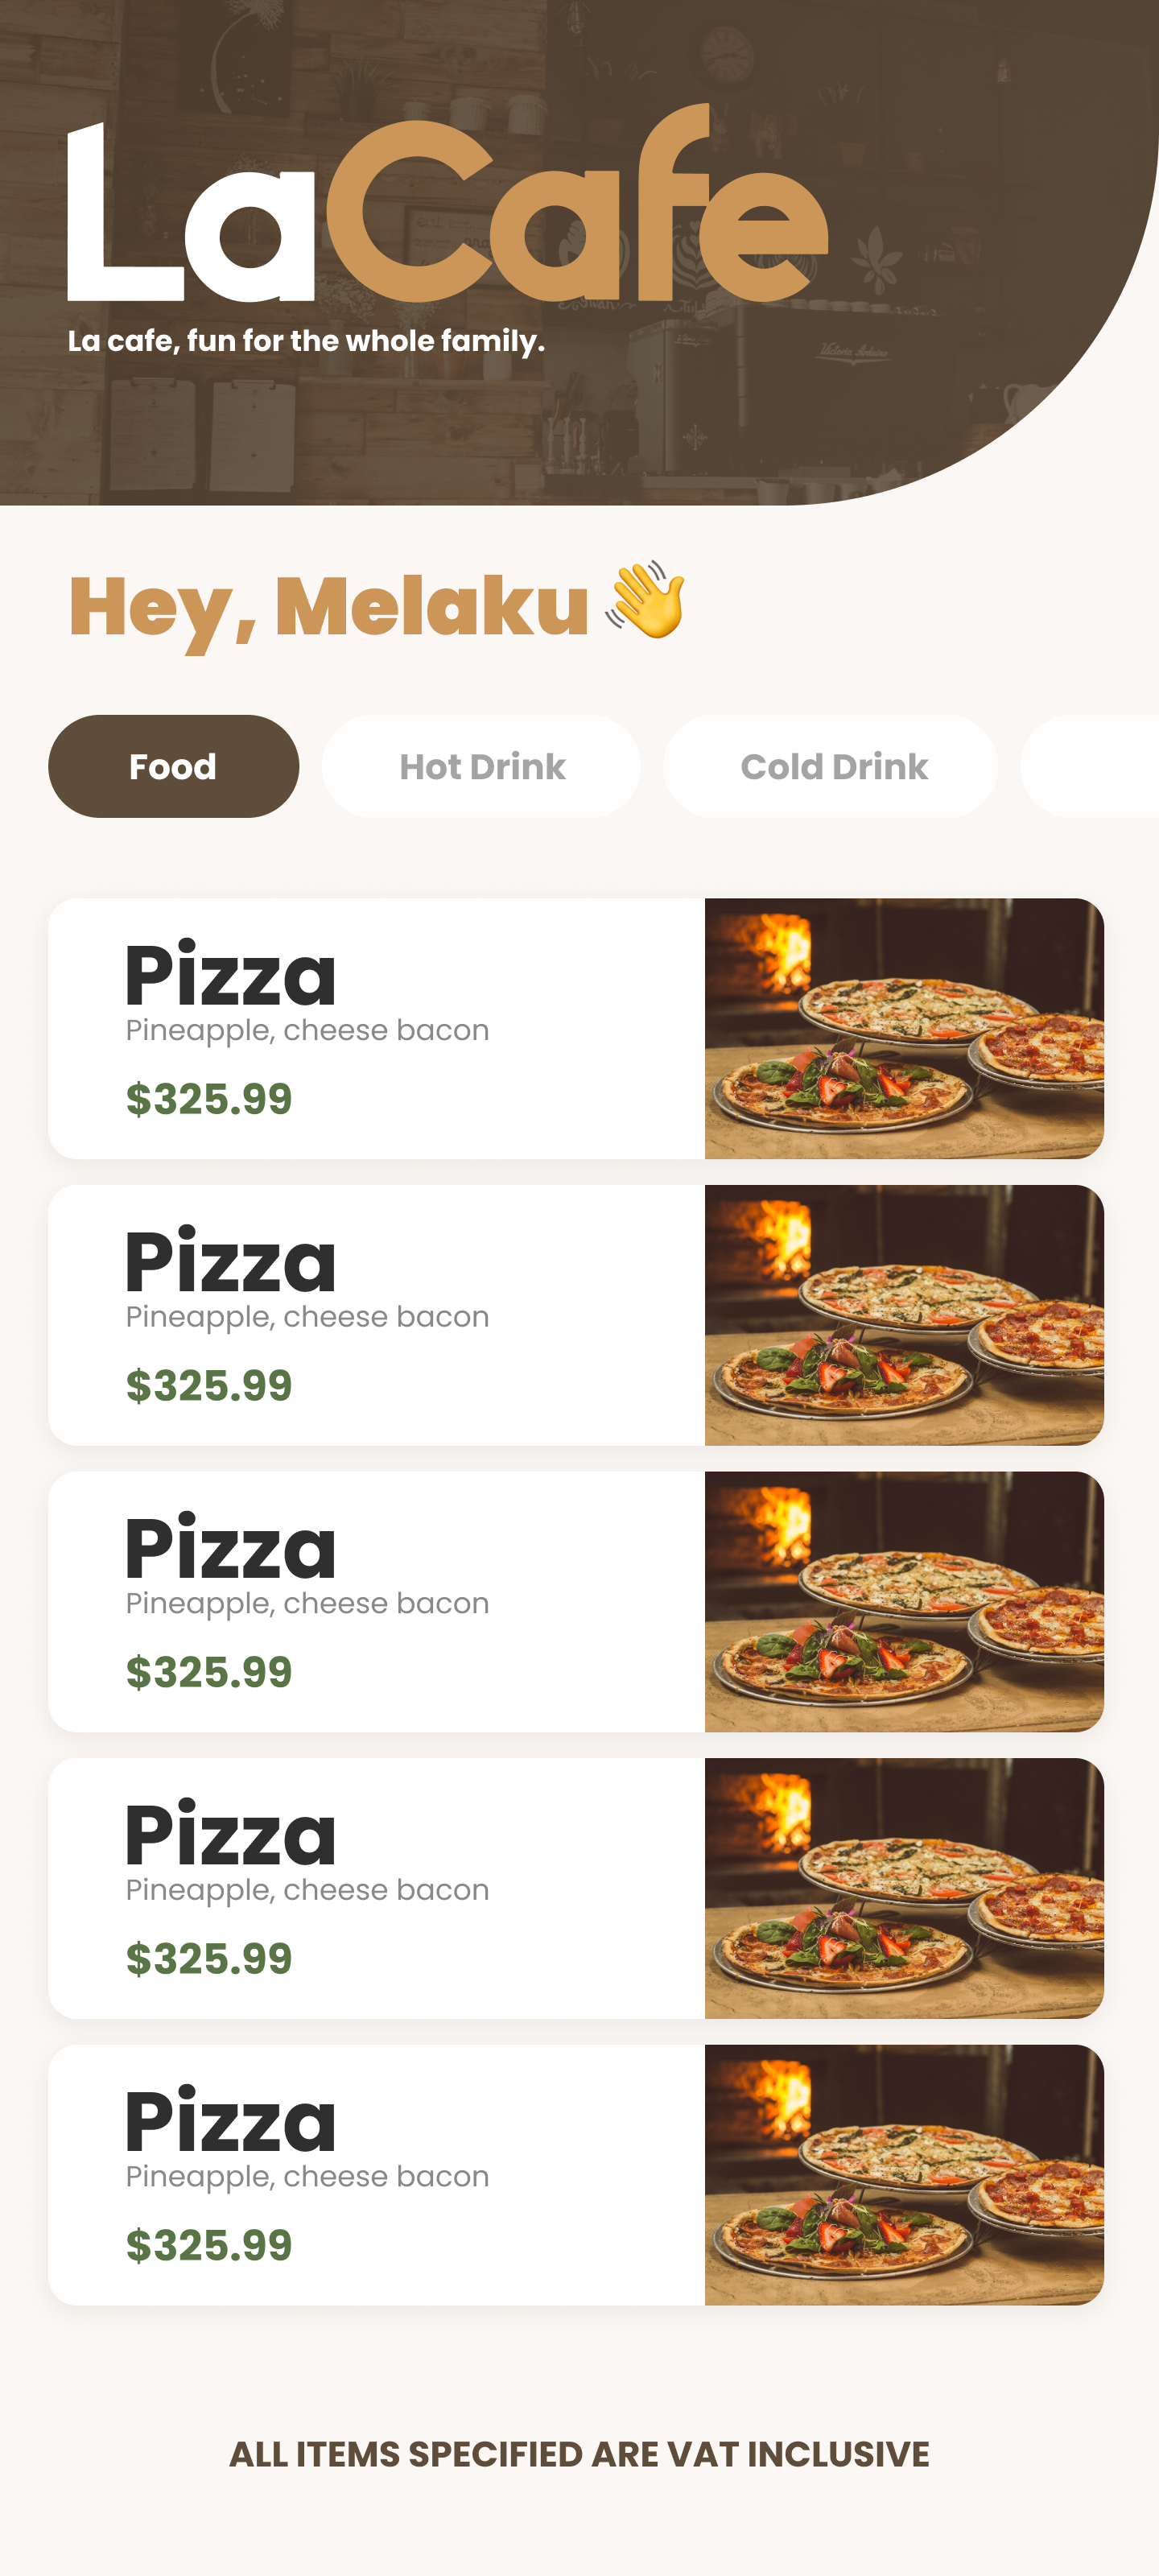 LaCafe
La cafe, fun for the whole family.
Hey, Melaku 👋
Food
Hot Drink
Cold Drink
Pizza
Pineapple, cheese bacon
$325.99
Pizza
Pineapple, cheese bacon
$325.99
Pizza
Pineapple, cheese bacon
$325.99
Pizza
Pineapple, cheese bacon
$325.99
Pizza
Pineapple, cheese bacon
$325.99
ALL ITEMS SPECIFIED ARE VAT INCLUSIVE